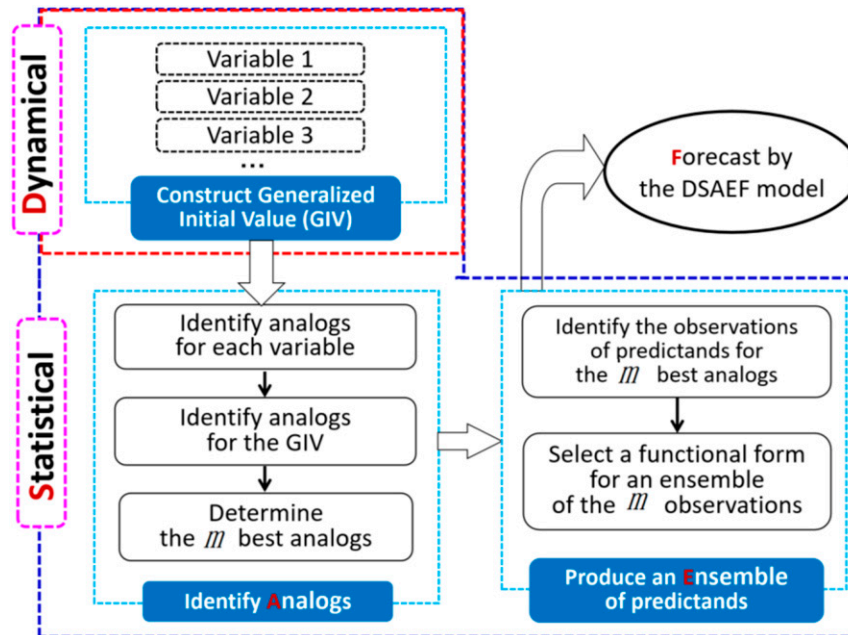 Dynamical
Variable 1
Variable 2
Variable 3
...
Construct Generalized
Initial Value (GIV)
Statistical
Identify analogs
for each variable
Identify analogs
for the GIV
Determine
the m best analogs
Identify Analogs
Identify the observations
of predictands for
the m best analogs
Select a functional form
for an ensemble
of the m observations
Produce an Ensemble
of predictands
Forecast by
the DSAEF model